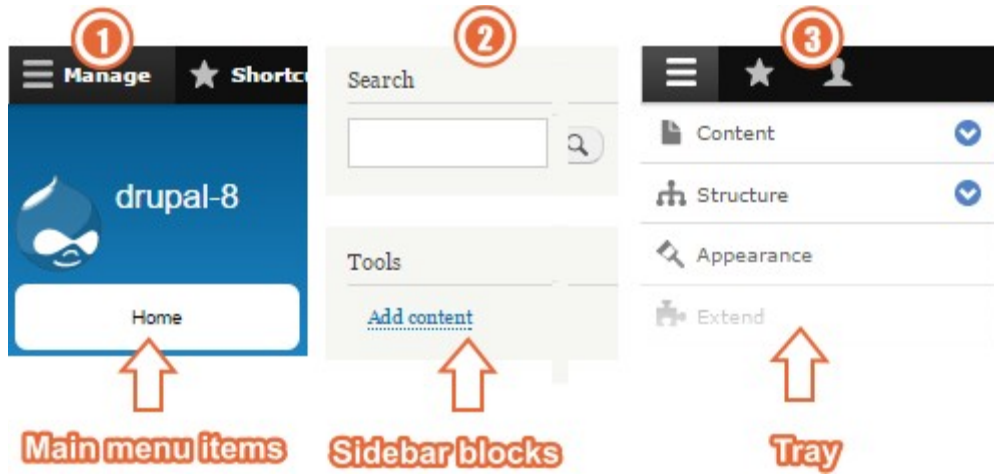 1
Manage Shortc
drupal-8
Home
Main menu items
2
Search
Tools
Add content
Sidebar blocks
3
Content
Structure
Appearance
Extend
Tray